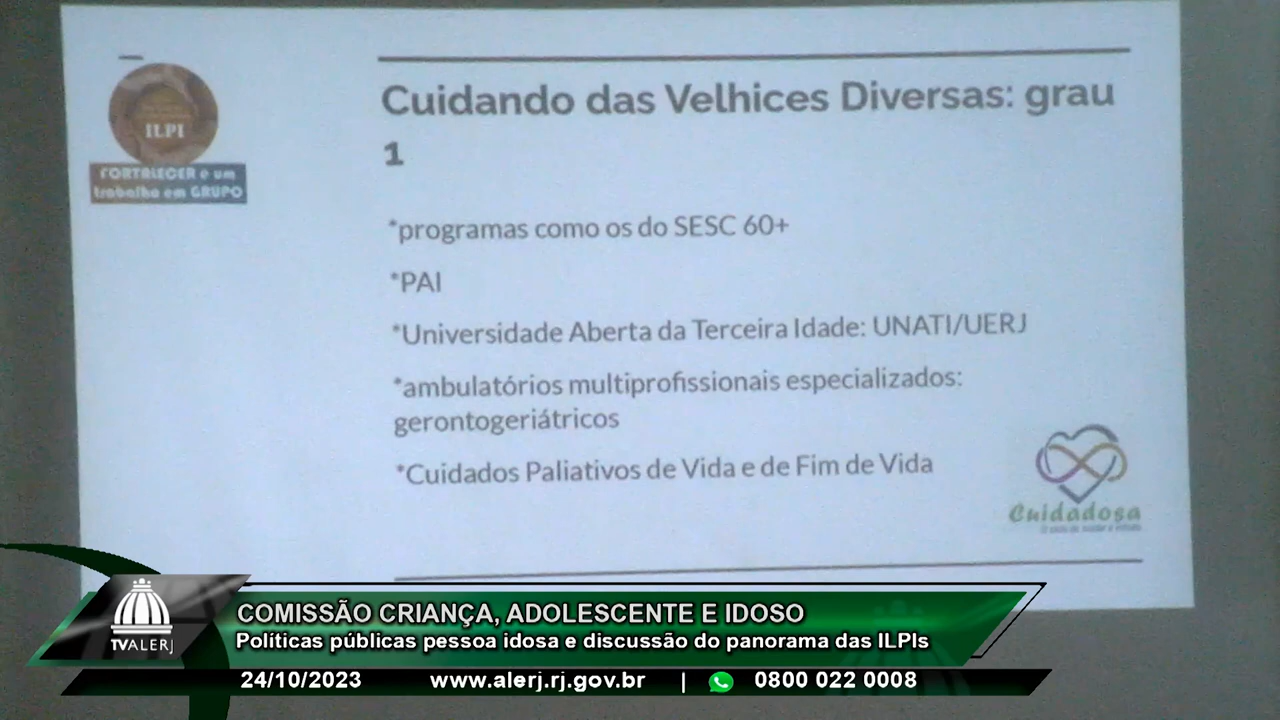 ILPI
FORTALECER e um
trabalho em GRUPO
Cuidando das Velhices Diversas: grau
1
*programas como os do SESC 60+
*PAI
*Universidade Aberta da Terceira Idade: UNATI/UERJ
*ambulatórios multiprofissionais especializados:
gerontogeriátricos
*Cuidados Paliativos de Vida e de Fim de Vida
Cuidadosa
TVALERJ
COMISSÃO CRIANÇA, ADOLESCENTE E IDOSO
Políticas públicas pessoa idosa e discussão do panorama das ILPIs
24/10/2023 www.alerj.rj.gov.br | 0800 022 0008